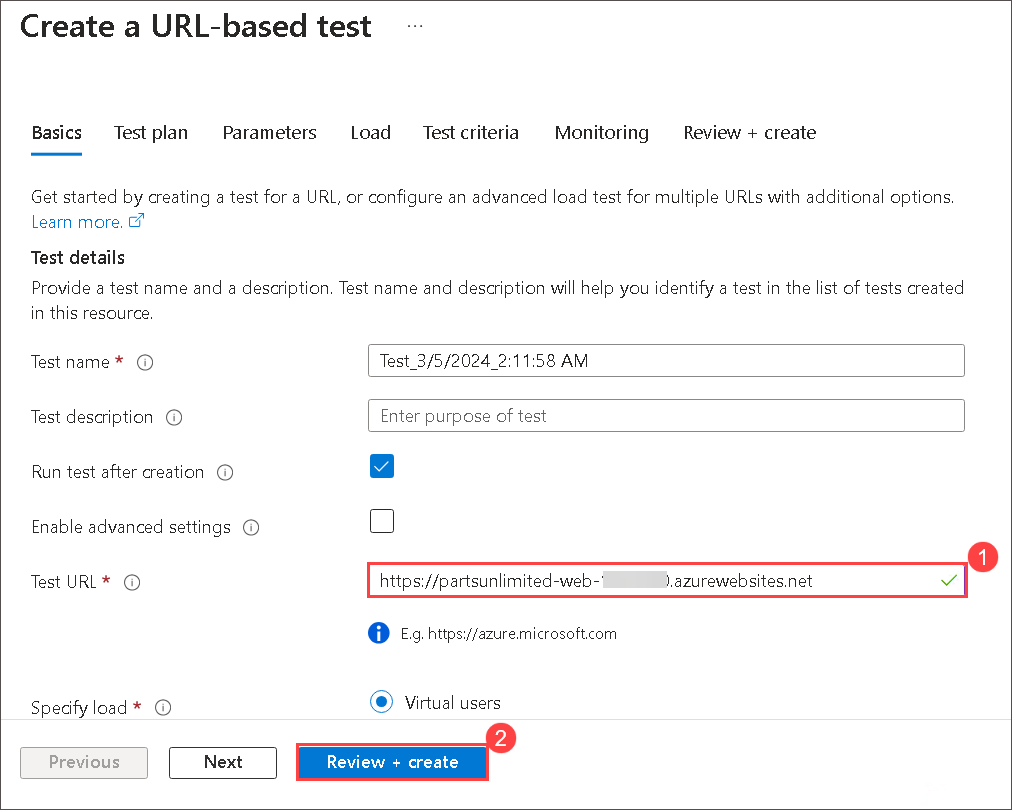 Create a URL-based test ...
Basics Test plan Parameters Load Test criteria Monitoring Review + create
Get started by creating a test for a URL, or configure an advanced load test for multiple URLs with additional options.
Learn more.
Test details
Provide a test name and a description. Test name and description will help you identify a test in the list of tests created
in this resource.
Test name *
Test_3/5/2024_2:11:58 AM
Test description
Enter purpose of test
Run test after creation
Enable advanced settings
1
Test URL *
https://partsunlimited-web- .azurewebsites.net
E.g. https://azure.microsoft.com
Specify load *
Virtual users
2
Previous Next Review + create